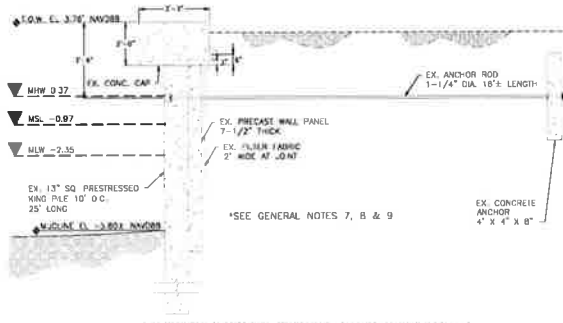 T.O.W. EL 3.76' NAVD88
3'-3"
2'-0"
3'-4"
3"
6"
EX. CONC. CAP
EX. ANCHOR ROD
1-1/4" DIA. 18'± LENGTH
MHW 0.37
MSL -0.97
MLW -2.35
EX. PRECAST WALL PANEL
7-1/2" THICK
EX. FILTER FABRIC
2' WIDE AT JOINT
EX. 13" SQ PRESTRESSED
KING PILE 10' O.C.
25' LONG
*SEE GENERAL NOTES 7, 8 & 9
EX. CONCRETE
ANCHOR
4' X 4' X 8"
MUDLINE EL -5.80± NAVD88